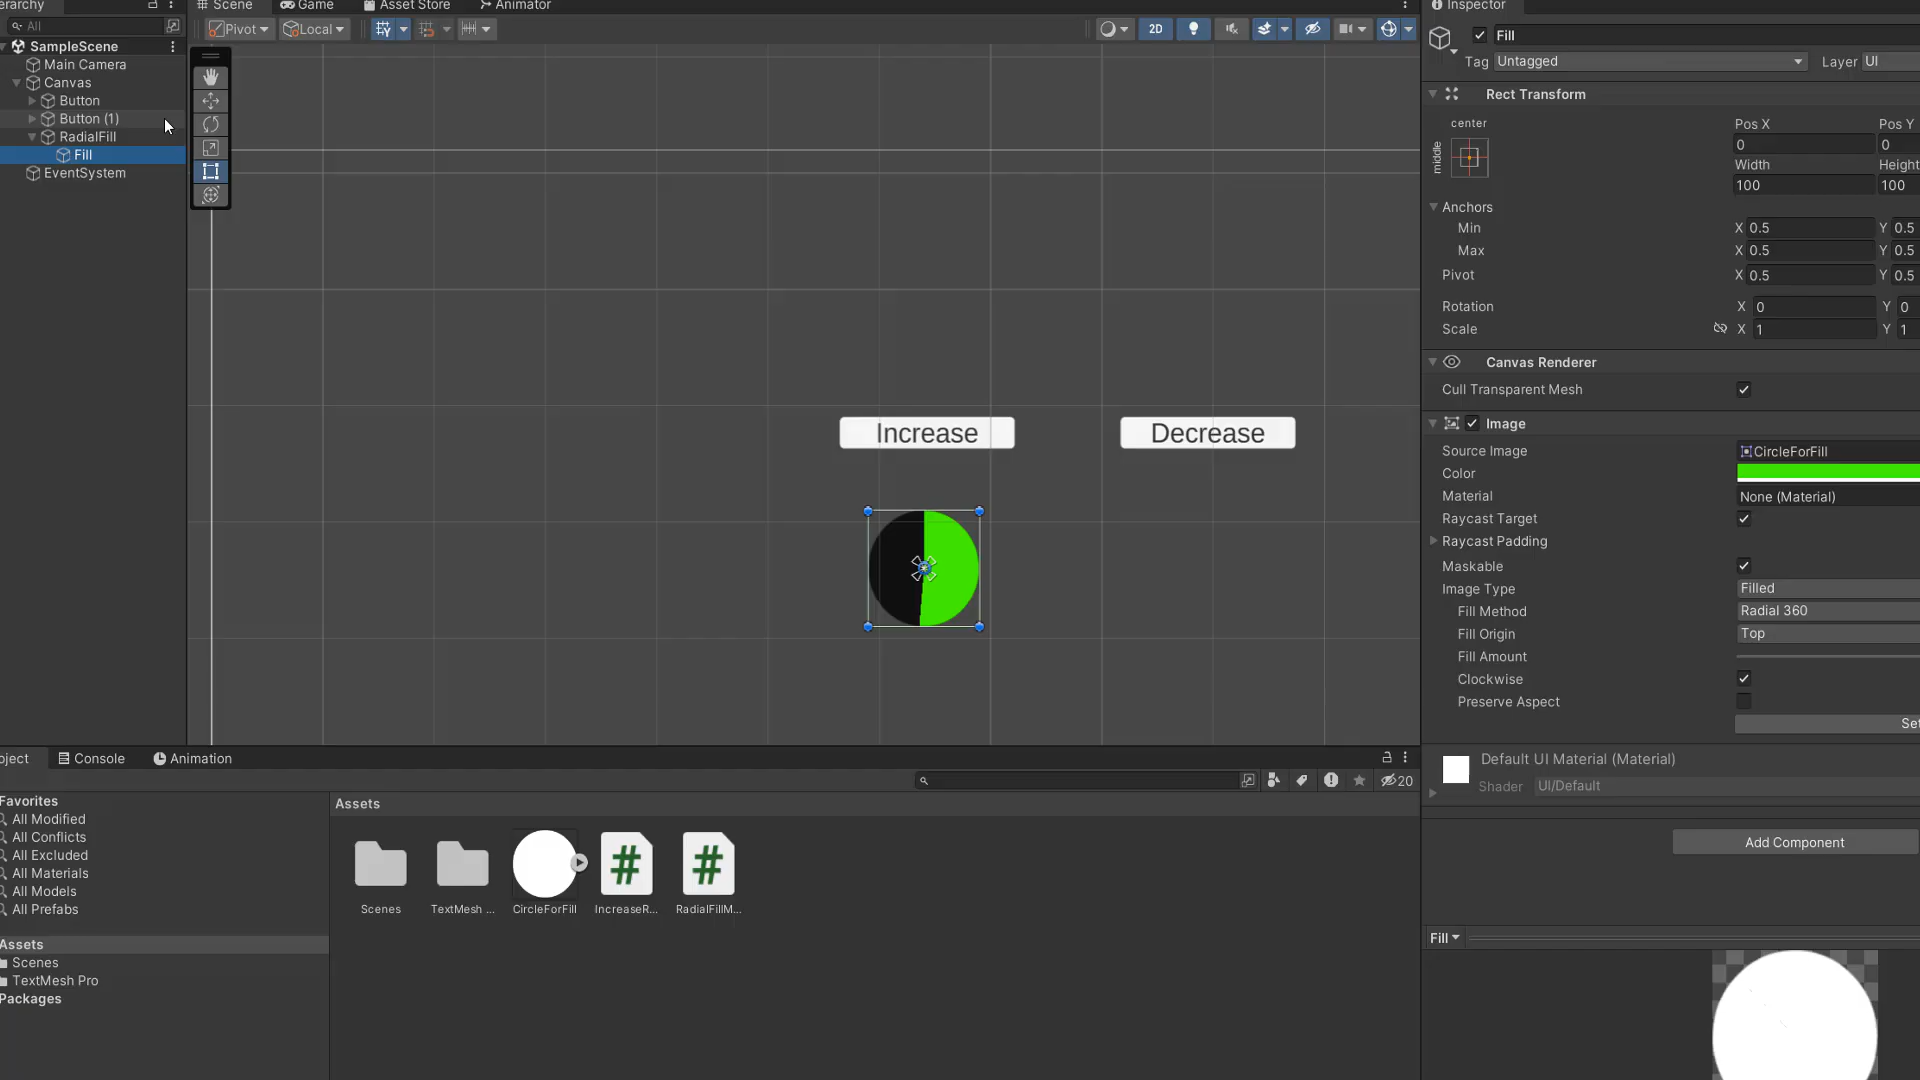 erarchy
All
SampleScene
Main Camera
Canvas
Button
Button (1)
RadialFill
Fill
EventSystem
Scene
Game
Asset Store
Animator
Pivot
Local
2D
Increase
Decrease
Inspector
Fill
Tag Untagged Layer UI
Rect Transform
center
middle
Pos X Pos Y
0 0
Width Height
100 100
Anchors
Min X 0.5 Y 0.5
Max X 0.5 Y 0.5
Pivot X 0.5 Y 0.5
Rotation X 0 Y 0
Scale X 1 Y 1
Canvas Renderer
Cull Transparent Mesh
Image
Source Image CircleForFill
Color
Material None (Material)
Raycast Target
Raycast Padding
Maskable
Image Type Filled
Fill Method Radial 360
Fill Origin Top
Fill Amount
Clockwise
Preserve Aspect
Set
Default UI Material (Material)
Shader UI/Default
Add Component
Fill
oject
Console
Animation
20
Favorites
All Modified
All Conflicts
All Excluded
All Materials
All Models
All Prefabs
Assets
Scenes
TextMesh Pro
Packages
Assets
Scenes
TextMesh ...
CircleForFill
IncreaseR...
RadialFillM...